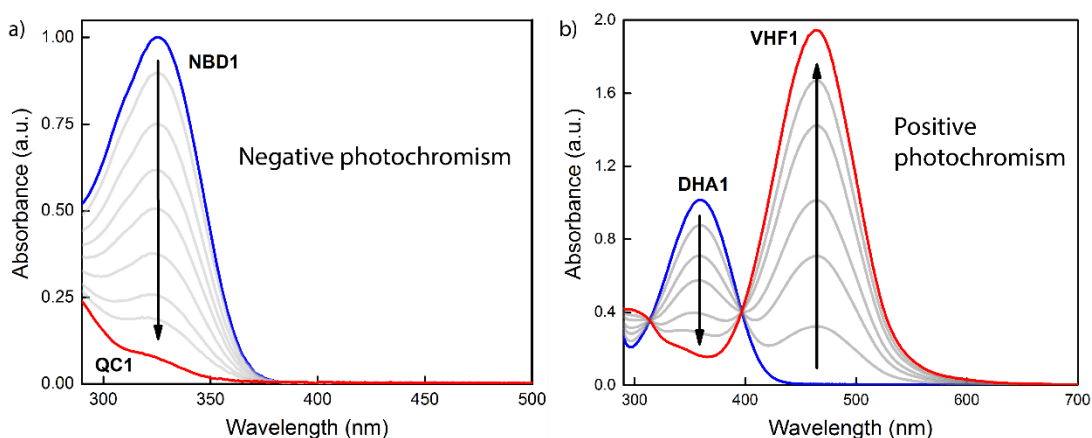 a)
1.00
0.75
0.50
0.25
0.00
Absorbance (a.u.)
NBD1
Negative photochromism
QC1
300
350
400
450
500
Wavelength (nm)
b)
2.0
1.6
1.2
0.8
0.4
0.0
Absorbance (a.u.)
VHF1
Positive
photochromism
DHA1
290
400
500
600
700
Wavelength (nm)